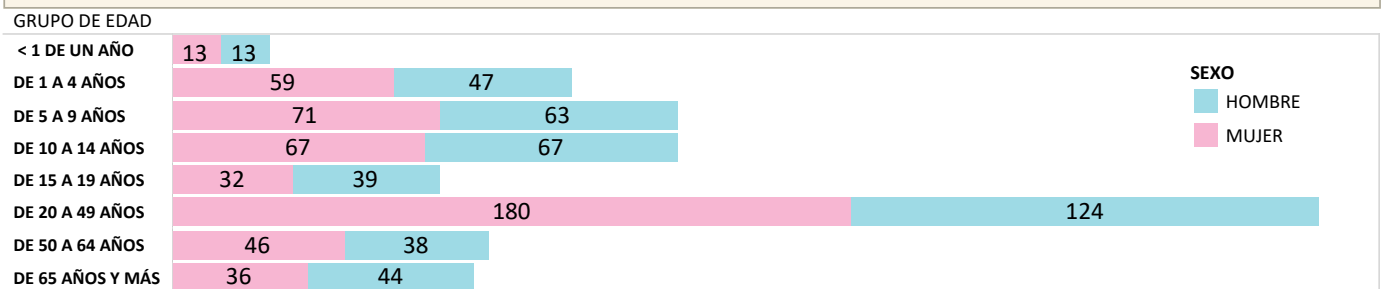 GRUPO DE EDAD
< 1 DE UN AÑO 13 13
DE 1 A 4 AÑOS 59 47
DE 5 A 9 AÑOS 71 63
DE 10 A 14 AÑOS 67 67
DE 15 A 19 AÑOS 32 39
DE 20 A 49 AÑOS 180 124
DE 50 A 64 AÑOS 46 38
DE 65 AÑOS Y MÁS 36 44
SEXO
HOMBRE
MUJER